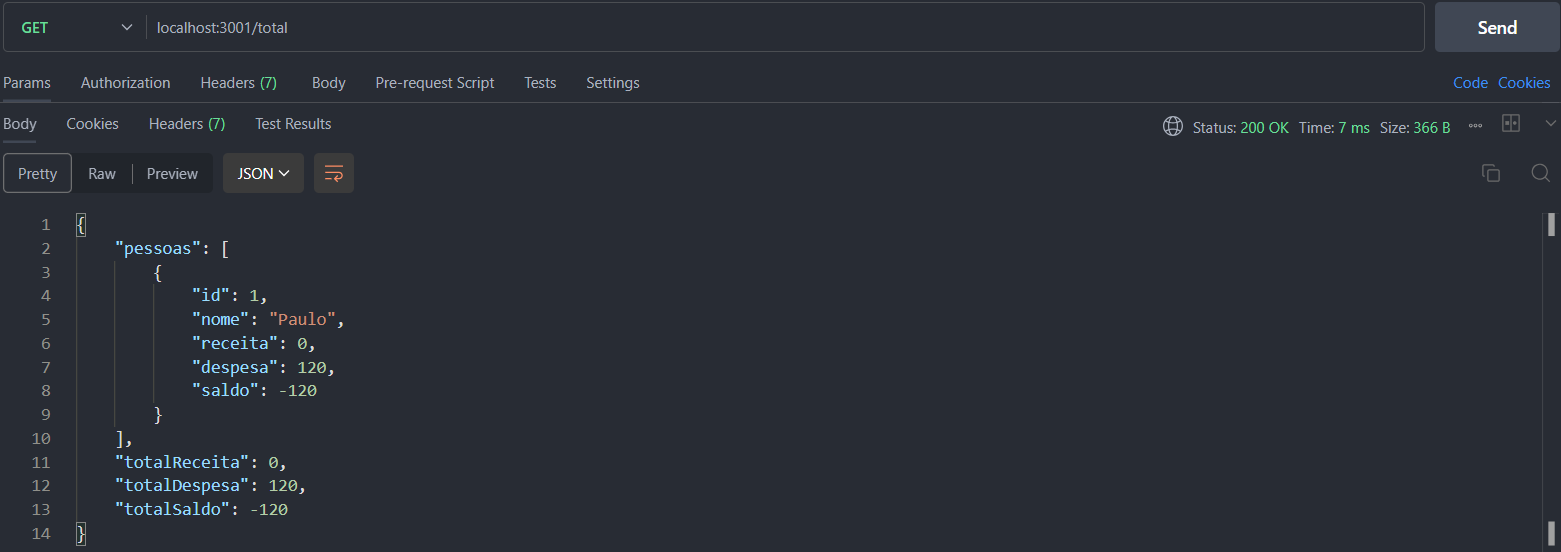 GET localhost:3001/total Send
Params Authorization Headers (7) Body Pre-request Script Tests Settings Code Cookies
Body Cookies Headers (7) Test Results Status: 200 OK Time: 7 ms Size: 366 B
Pretty Raw Preview JSON
1 {
2 "pessoas": [
3 {
4 "id": 1,
5 "nome": "Paulo",
6 "receita": 0,
7 "despesa": 120,
8 "saldo": -120
9 }
10 ],
11 "totalReceita": 0,
12 "totalDespesa": 120,
13 "totalSaldo": -120
14 }